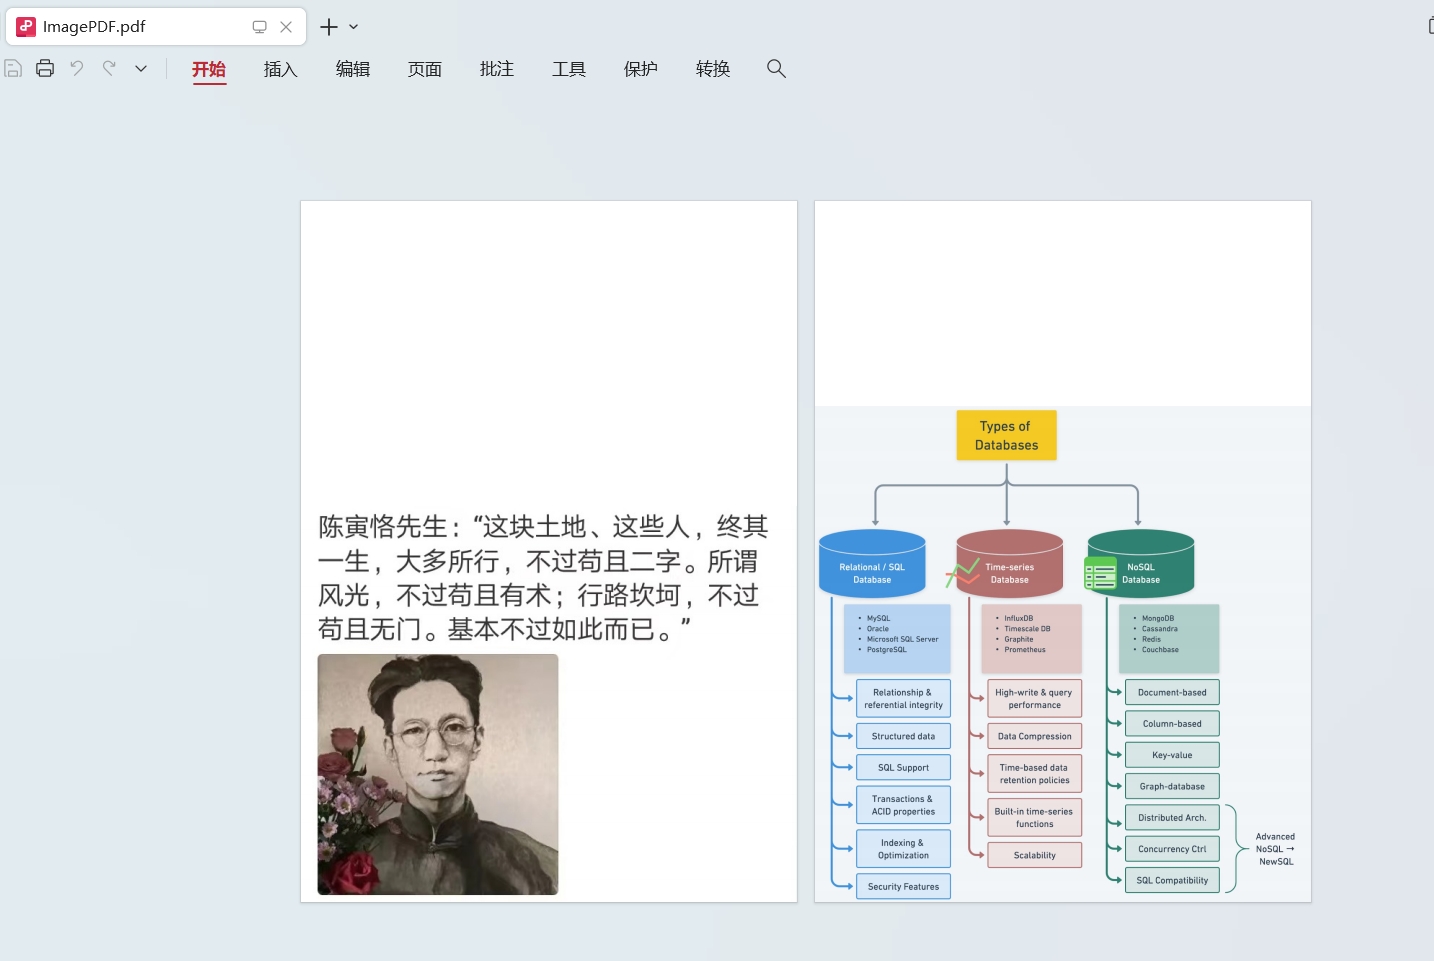 ImagePDF.pdf
开始 插入 编辑 页面 批注 工具 保护 转换
陈寅恪先生：“这块土地、这些人，终其
一生，大多所行，不过苟且二字。所谓
风光，不过苟且有术；行路坎坷，不过
苟且无门。基本不过如此而已。”
Types of
Databases
Relational / SQL
Database
• MySQL
• Oracle
• Microsoft SQL Server
• PostgreSQL
Relationship &
referential integrity
Structured data
SQL Support
Transactions &
ACID properties
Indexing &
Optimization
Security Features
Time-series
Database
• InfluxDB
• Timescale DB
• Graphite
• Prometheus
High-write & query
performance
Data Compression
Time-based data
retention policies
Built-in time-series
functions
Scalability
NoSQL
Database
• MongoDB
• Cassandra
• Redis
• Couchbase
Document-based
Column-based
Key-value
Graph-database
Distributed Arch.
Concurrency Ctrl
SQL Compatibility
Advanced
NoSQL →
NewSQL